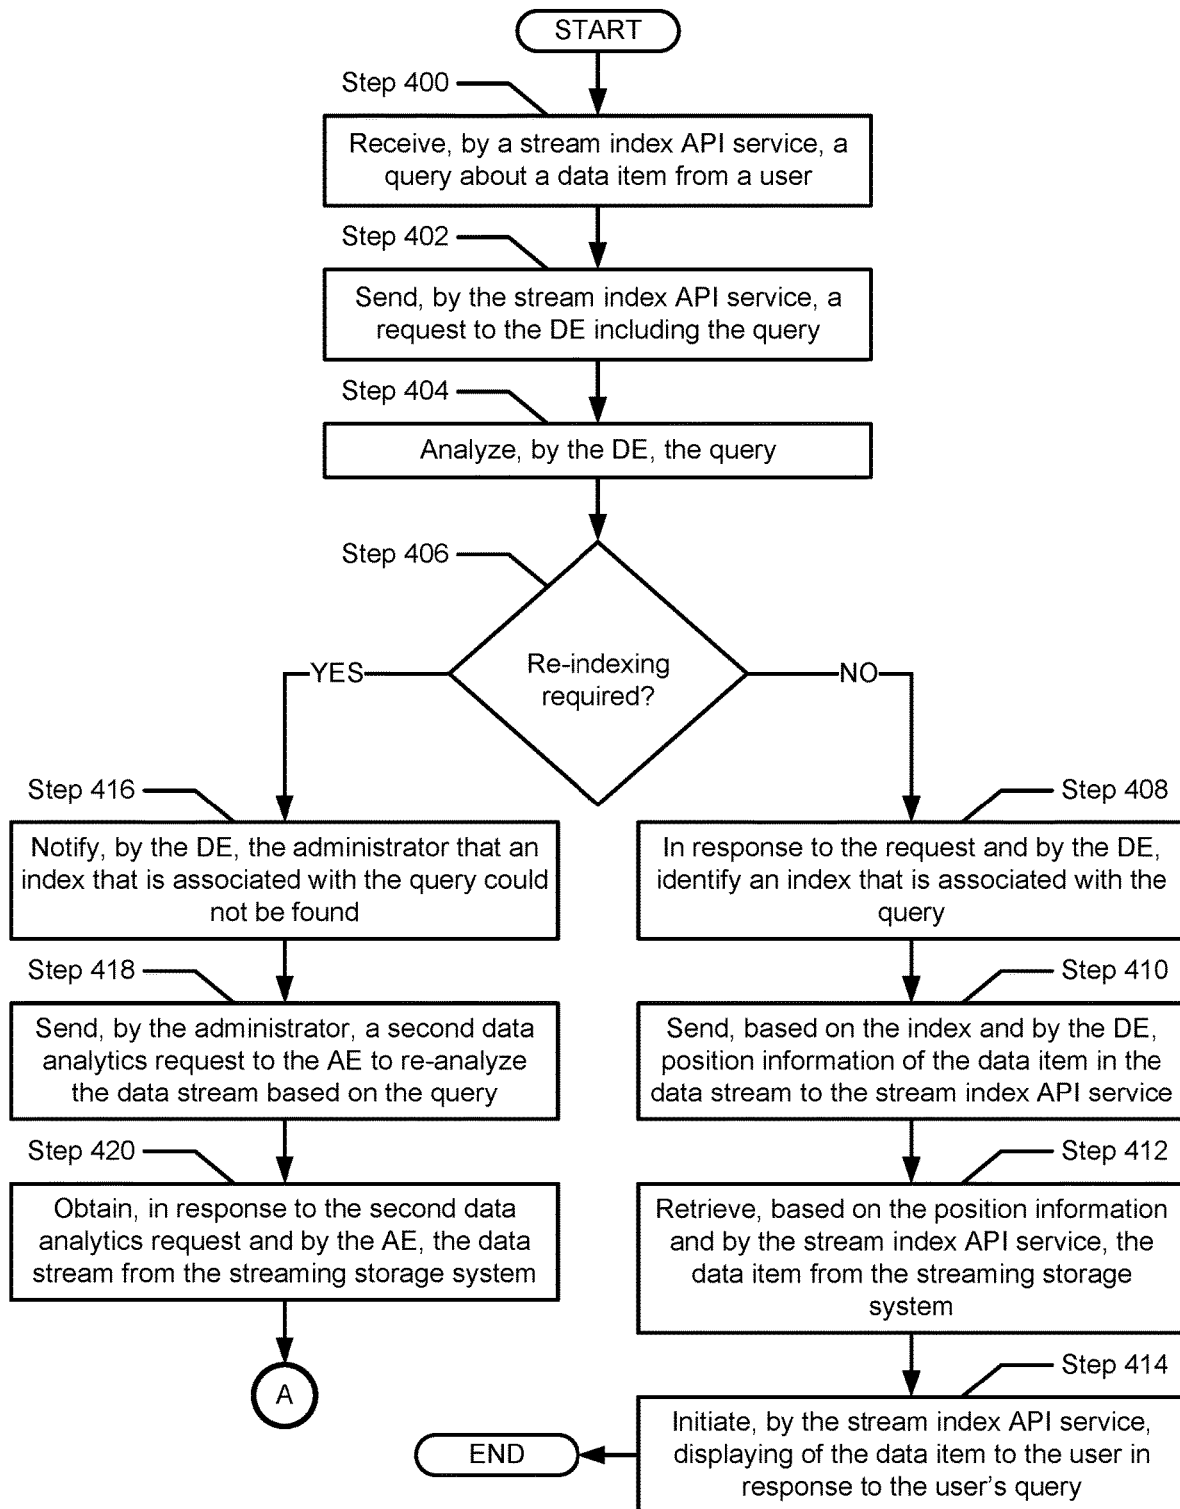 START
Step 400
Receive, by a stream index API service, a
query about a data item from a user
Step 402
Send, by the stream index API service, a
request to the DE including the query
Step 404
Analyze, by the DE, the query
Step 406
Re-indexing
required?
YES
NO
Step 416
Notify, by the DE, the administrator that an
index that is associated with the query could
not be found
Step 418
Send, by the administrator, a second data
analytics request to the AE to re-analyze
the data stream based on the query
Step 420
Obtain, in response to the second data
analytics request and by the AE, the data
stream from the streaming storage system
A
Step 408
In response to the request and by the DE,
identify an index that is associated with the
query
Step 410
Send, based on the index and by the DE,
position information of the data item in the
data stream to the stream index API service
Step 412
Retrieve, based on the position information
and by the stream index API service, the
data item from the streaming storage
system
Step 414
Initiate, by the stream index API service,
displaying of the data item to the user in
response to the user's query
END